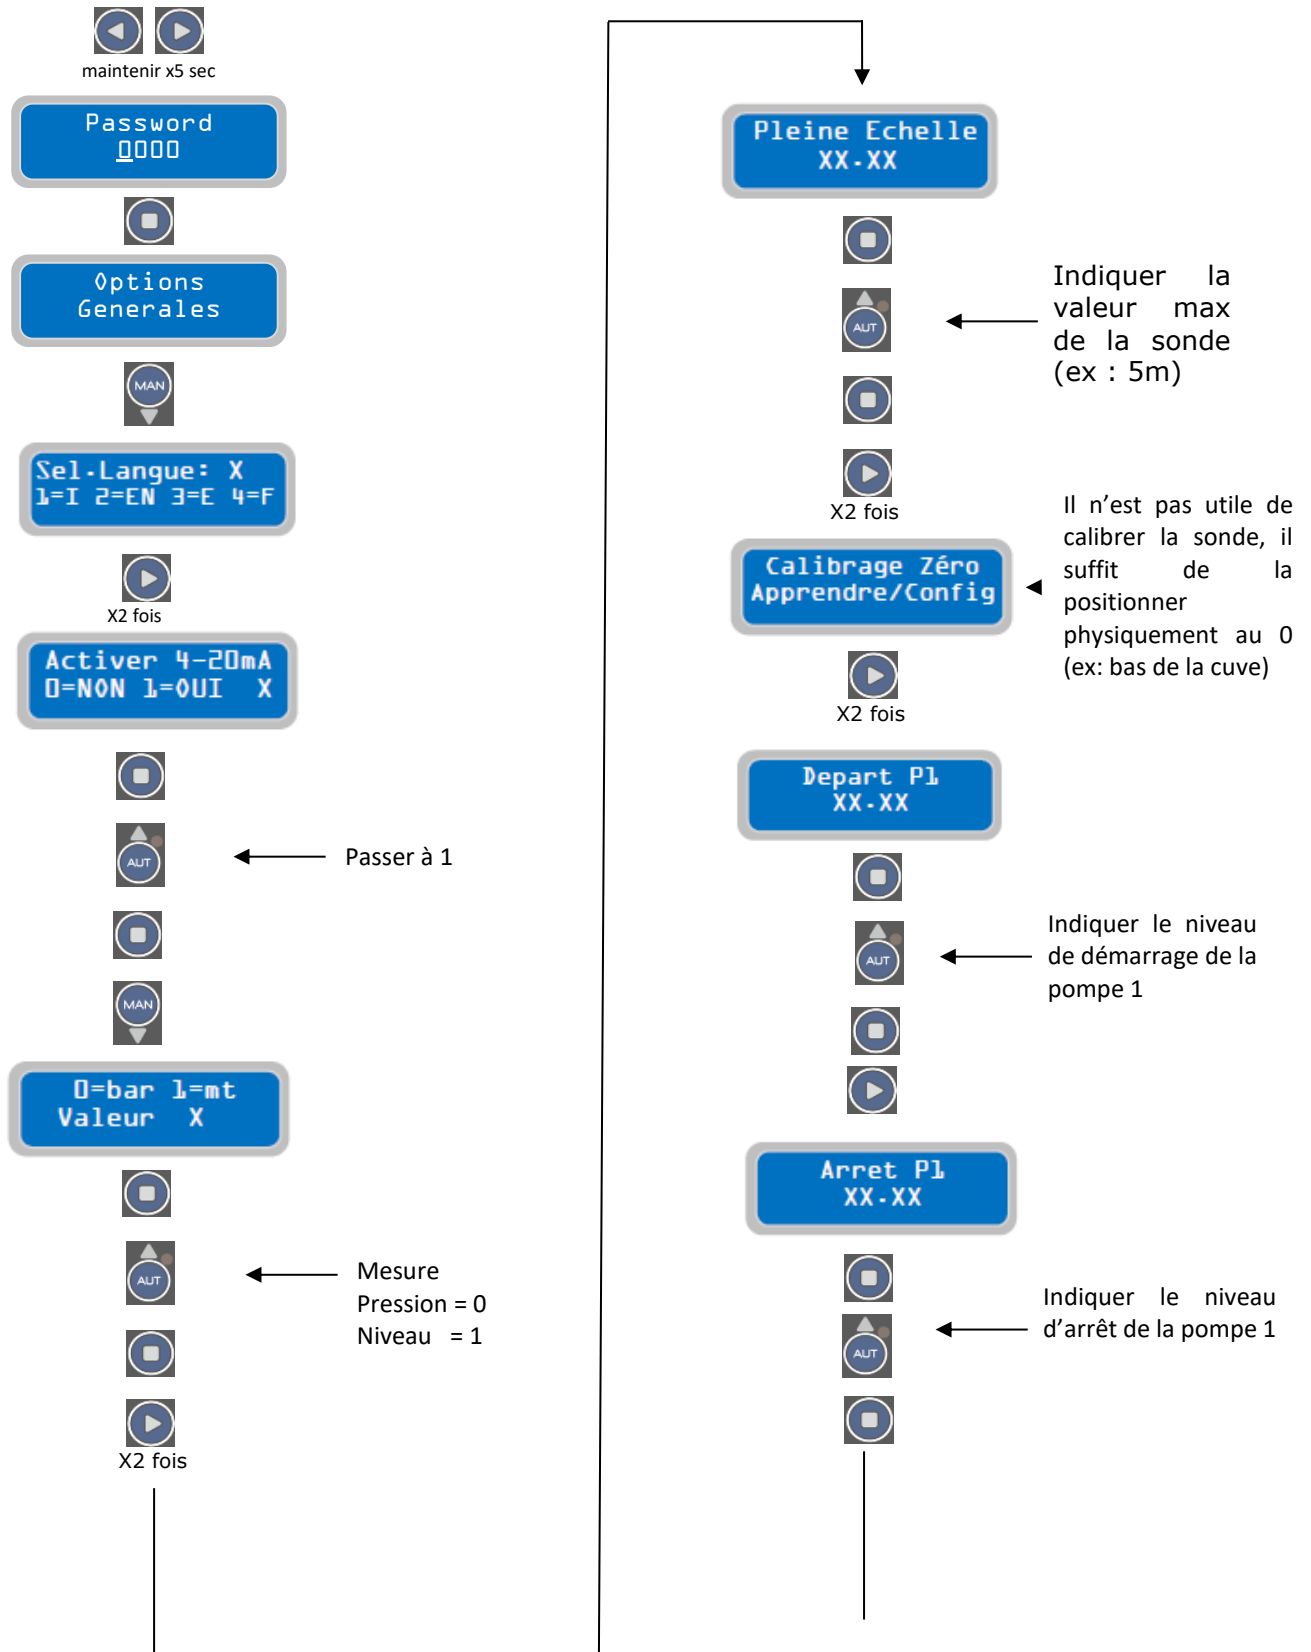 maintenir x5 sec
Password
0000
Options
Generales
MAN
Sel.Langue: X
1=I 2=EN 3=E 4=F
X2 fois
Activer 4-20mA
0=NON 1=OUI X
AUT
Passer à 1
MAN
0=bar 1=mt
Valeur X
AUT
Mesure
Pression = 0
Niveau = 1
X2 fois
Pleine Echelle
XX.XX
AUT
Indiquer la
valeur max
de la sonde
(ex : 5m)
X2 fois
Calibrage Zéro
Apprendre/Config
Il n’est pas utile de
calibrer la sonde, il
suffit de la
positionner
physiquement au 0
(ex: bas de la cuve)
X2 fois
Depart P1
XX.XX
AUT
Indiquer le niveau
de démarrage de la
pompe 1
Arret P1
XX.XX
AUT
Indiquer le niveau
d’arrêt de la pompe 1